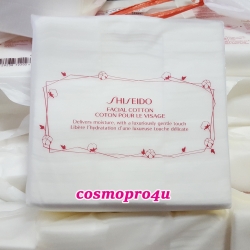 SHISEIDO
FACIAL COTTON
COTON POUR LE VISAGE
Delivers moisture, with a luxuriously gentle touch
Libère l'hydratation d'une luxueuse touche délicate
cosmopro4u